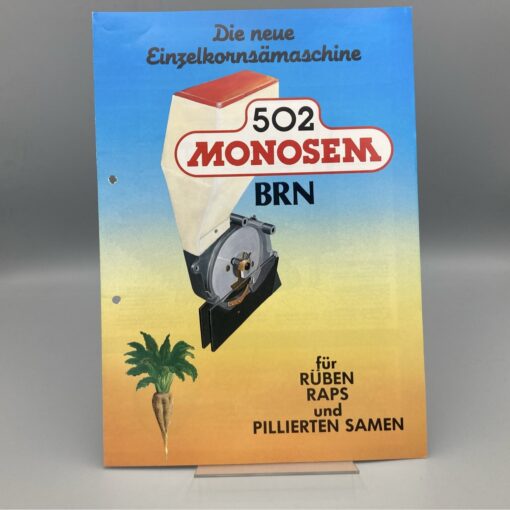 Die neue
Einzelkornsämaschine
502
MONOSEM
BRN
für
RÜBEN
RAPS
und
PILLIERTEN SAMEN